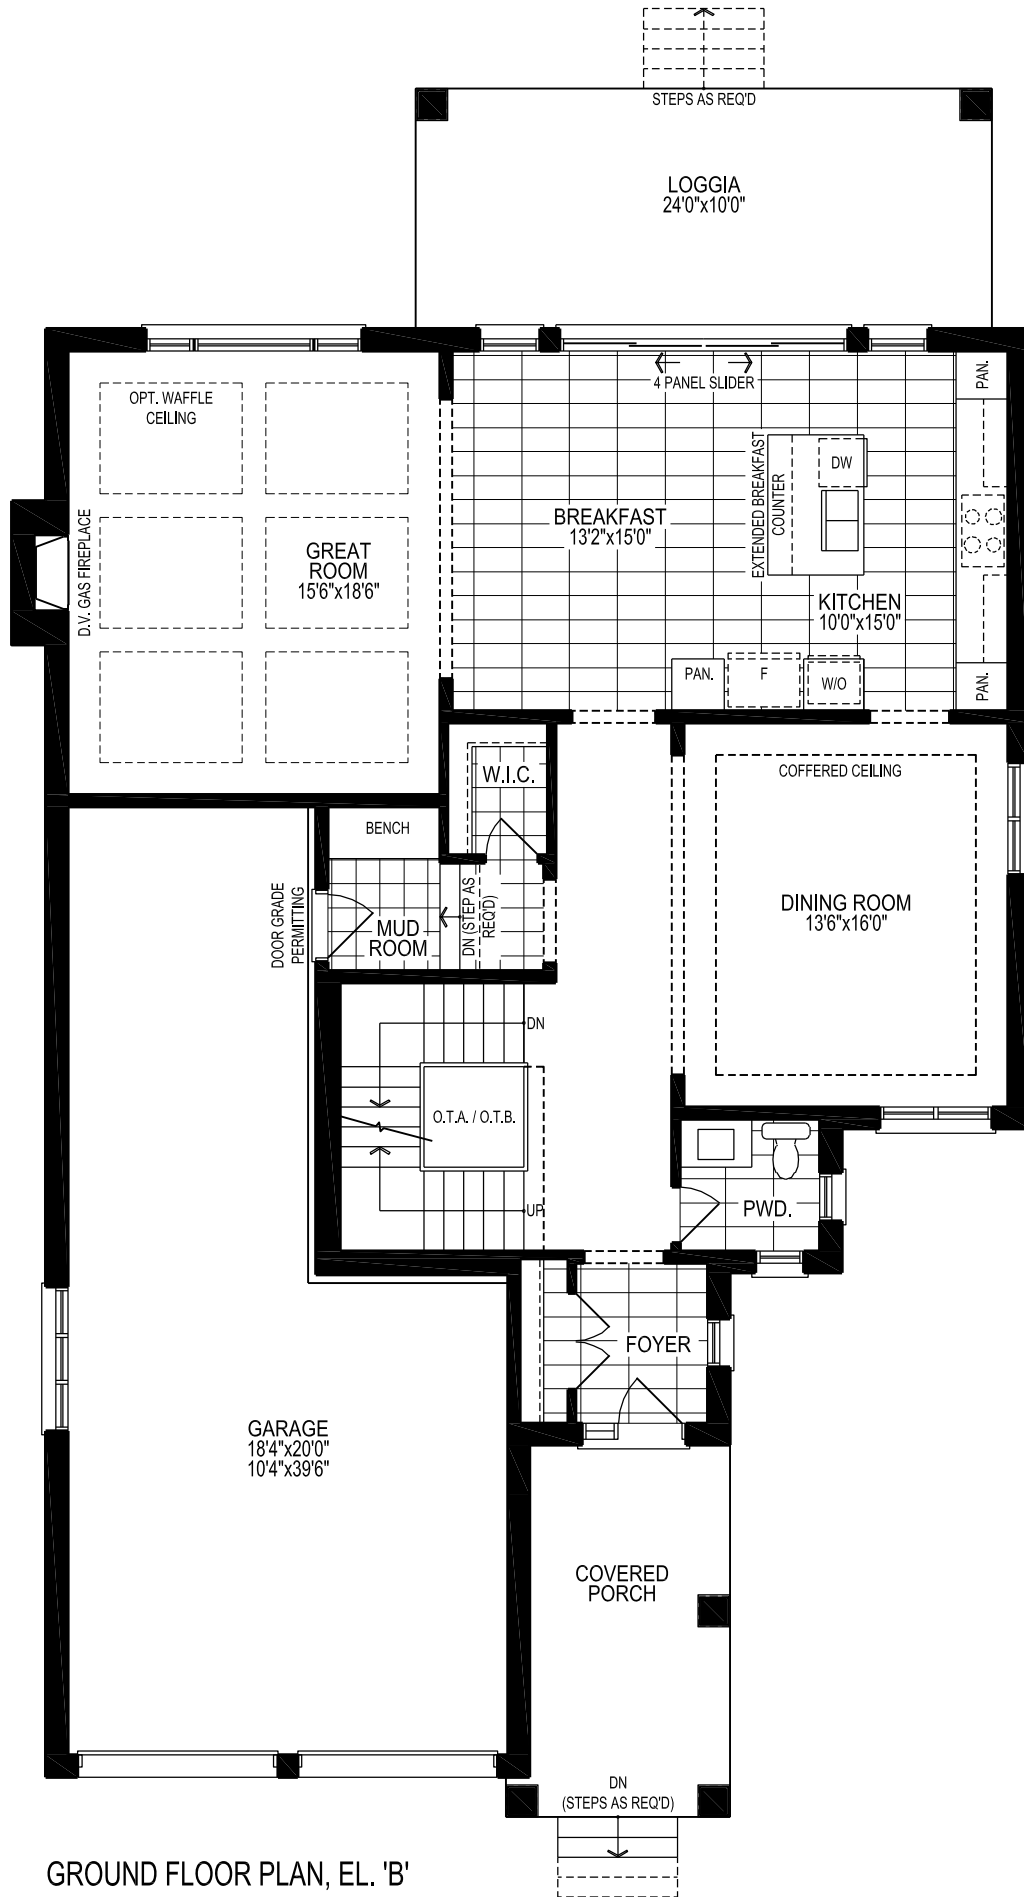 STEPS AS REQ'D
LOGGIA
24'0"x10'0"
4 PANEL SLIDER
PAN.
OPT. WAFFLE
CEILING
EXTENDED BREAKFAST
COUNTER
DW
BREAKFAST
13'2"x15'0"
D.V. GAS FIREPLACE
GREAT
ROOM
15'6"x18'6"
KITCHEN
10'0"x15'0"
PAN.
F
W/O
PAN.
W.I.C.
COFFERED CEILING
BENCH
DOOR GRADE
PERMITTING
MUD
ROOM
DN (STEP AS
REQ'D)
DINING ROOM
13'6"x16'0"
DN
O.T.A. / O.T.B.
UP
PWD.
FOYER
GARAGE
18'4"x20'0"
10'4"x39'6"
COVERED
PORCH
DN
(STEPS AS REQ'D)
GROUND FLOOR PLAN, EL. 'B'